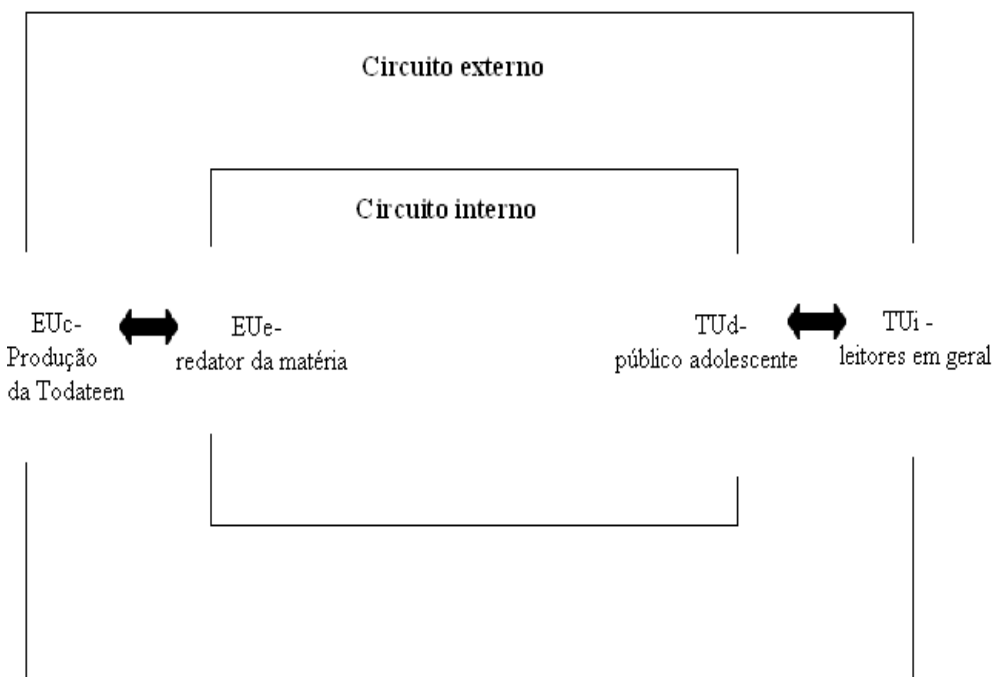 Circuito externo
Circuito interno
EUc-
Produção
da Todateen
EUe-
redator da matéria
TUd-
público adolescente
TUi -
leitores em geral